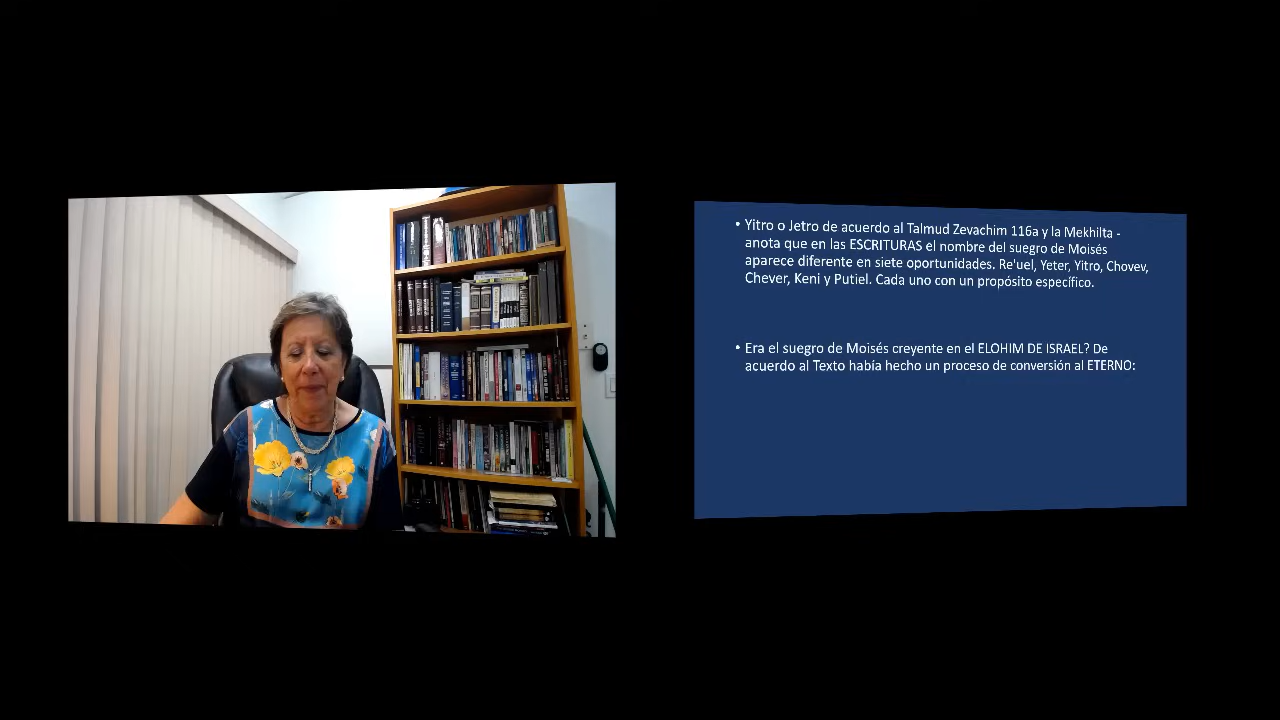 • Yitro o Jetro de acuerdo al Talmud Zevachim 116a y la Mekhilta -
anota que en las ESCRITURAS el nombre del suegro de Moisés
aparece diferente en siete oportunidades. Re'uel, Yeter, Yitro, Chovev,
Chever, Keni y Putiel. Cada uno con un propósito específico.
• Era el suegro de Moisés creyente en el ELOHIM DE ISRAEL? De
acuerdo al Texto había hecho un proceso de conversión al ETERNO: